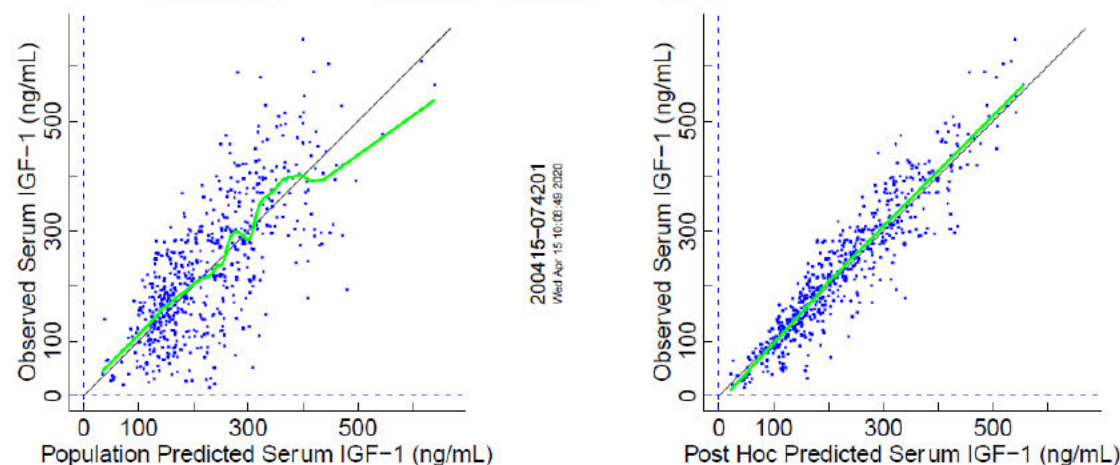 Observed Serum IGF−1 (ng/mL)
500
300
100
0
0 100 300 500
Population Predicted Serum IGF−1 (ng/mL)
200415−074201
Wed Apr 15 10:08:49 2020
Observed Serum IGF−1 (ng/mL)
500
300
100
0
0 100 300 500
Post Hoc Predicted Serum IGF−1 (ng/mL)